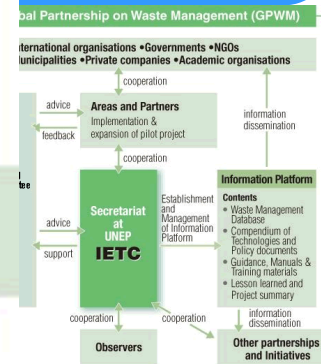 bal Partnership on Waste Management (GPWM)
nternational organisations •Governments •NGOs
unicipalities •Private companies •Academic organisations
cooperation
advice
feedback
Areas and Partners
Implementation &
expansion of pilot project
information
dissemination
cooperation
tee
advice
support
Secretariat
at
UNEP
IETC
Establishment
and
Management
of Information
Platform
Information Platform
Contents
• Waste Management
Database
• Compendium of
Technologies and
Policy documents
• Guidance, Manuals &
Training materials
• Lesson learned and
Project summary
cooperation
cooperation
information
dissemination
Observers
Other partnerships
and Initiatives